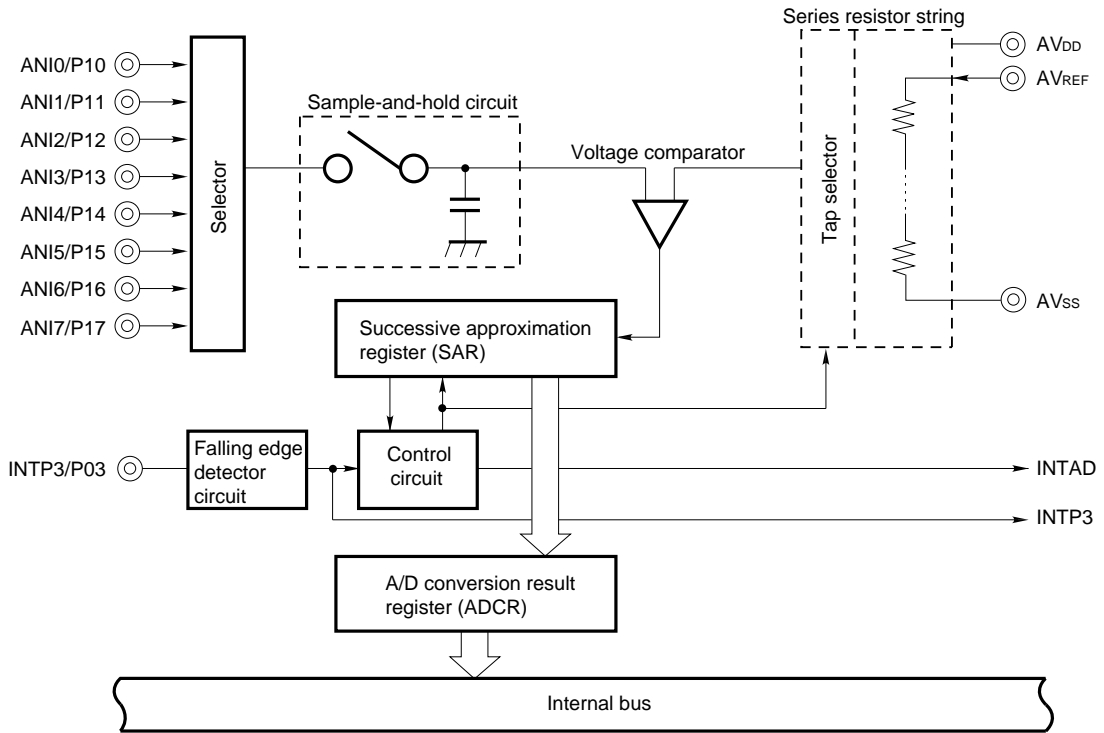 Series resistor string
ANI0/P10
ANI1/P11
ANI2/P12
ANI3/P13
ANI4/P14
ANI5/P15
ANI6/P16
ANI7/P17
Selector
Sample-and-hold circuit
Voltage comparator
Tap selector
AVDD
AVREF
AVSS
Successive approximation
register (SAR)
INTP3/P03
Falling edge
detector
circuit
Control
circuit
INTAD
INTP3
A/D conversion result
register (ADCR)
Internal bus